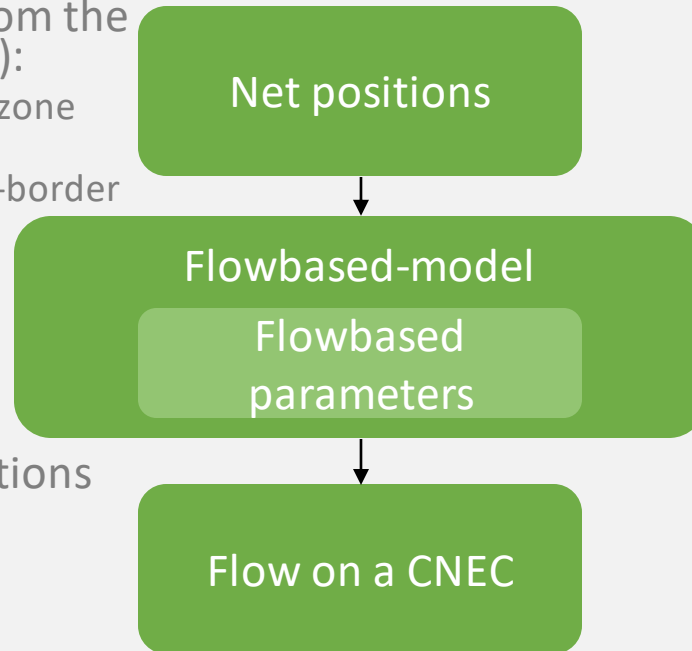 om the
):
zone
-border
tions
Net positions
Flowbased-model
Flowbased
parameters
Flow on a CNEC